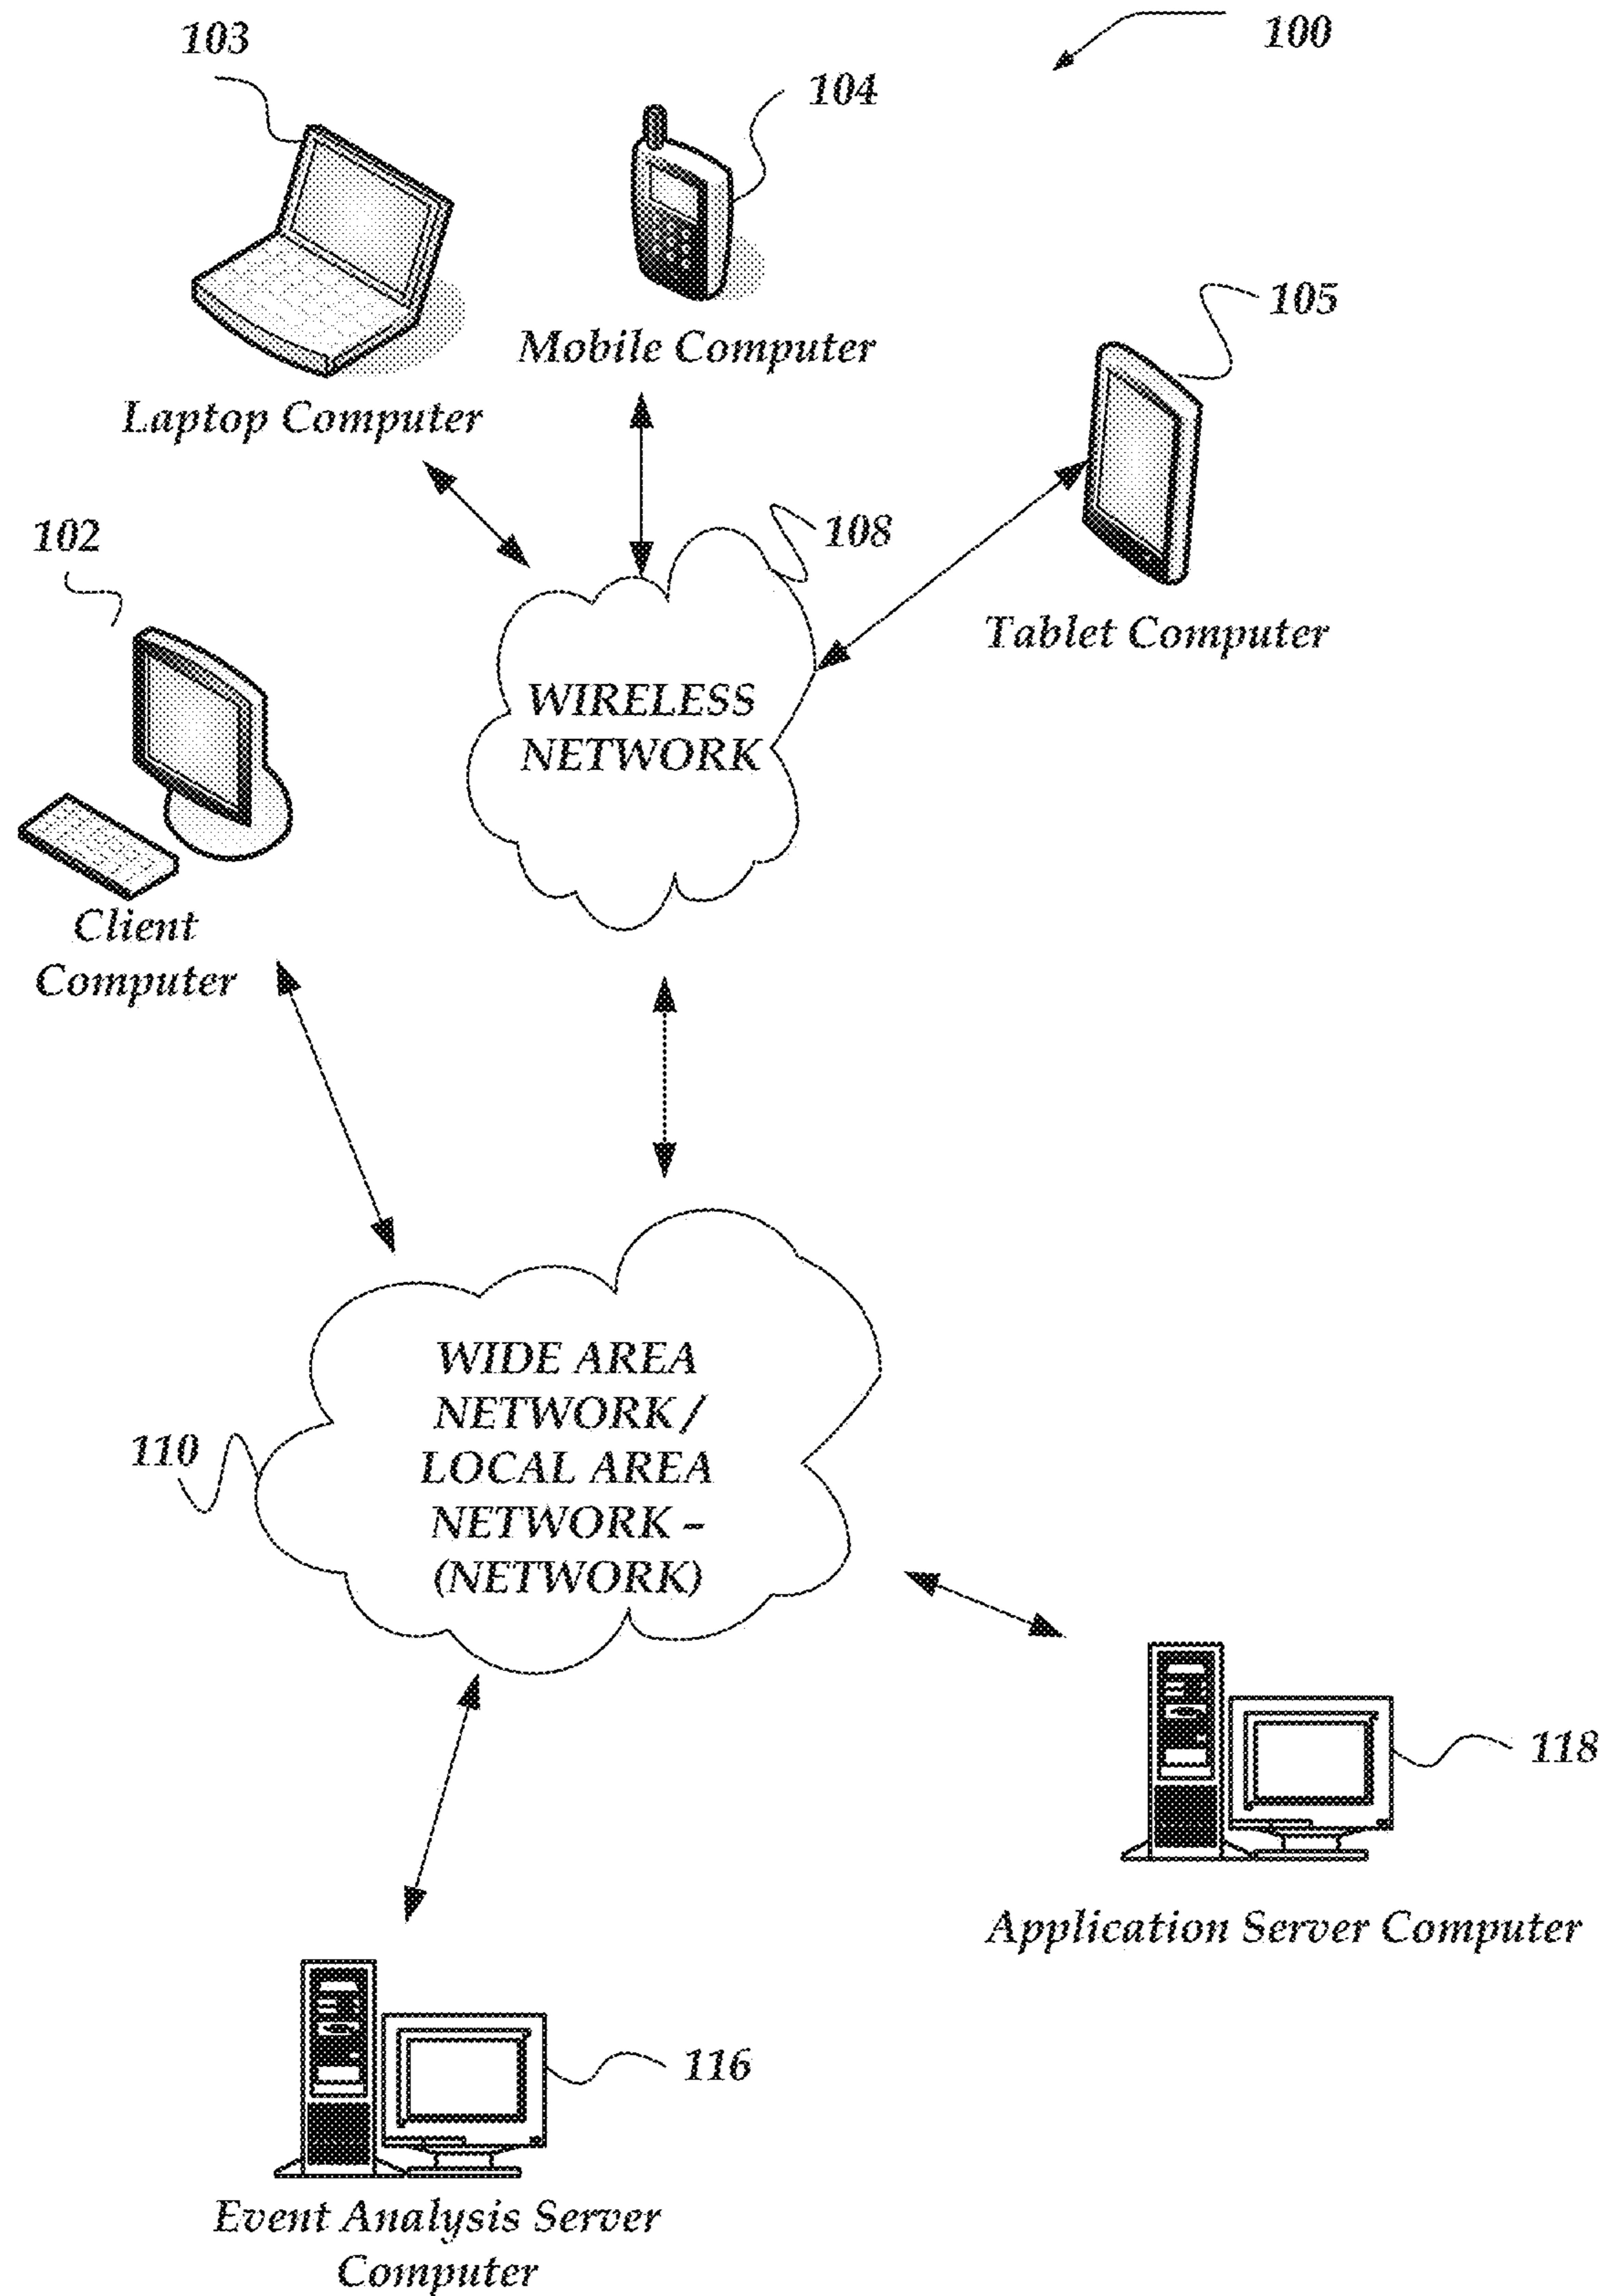 100
103
104
Mobile Computer
105
Laptop Computer
102
108
Tablet Computer
WIRELESS
NETWORK
Client
Computer
WIDE AREA
NETWORK /
LOCAL AREA
NETWORK –
(NETWORK)
110
118
Application Server Computer
116
Event Analysis Server
Computer